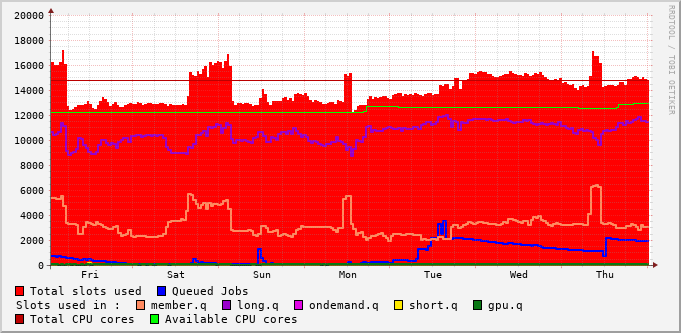 RRDTOOL / TOBI OETIKER
20000
18000
16000
14000
12000
10000
8000
6000
4000
2000
0
Fri Sat Sun Mon Tue Wed Thu
Total slots used Queued Jobs
Slots used in : member.q long.q ondemand.q short.q gpu.q
Total CPU cores Available CPU cores